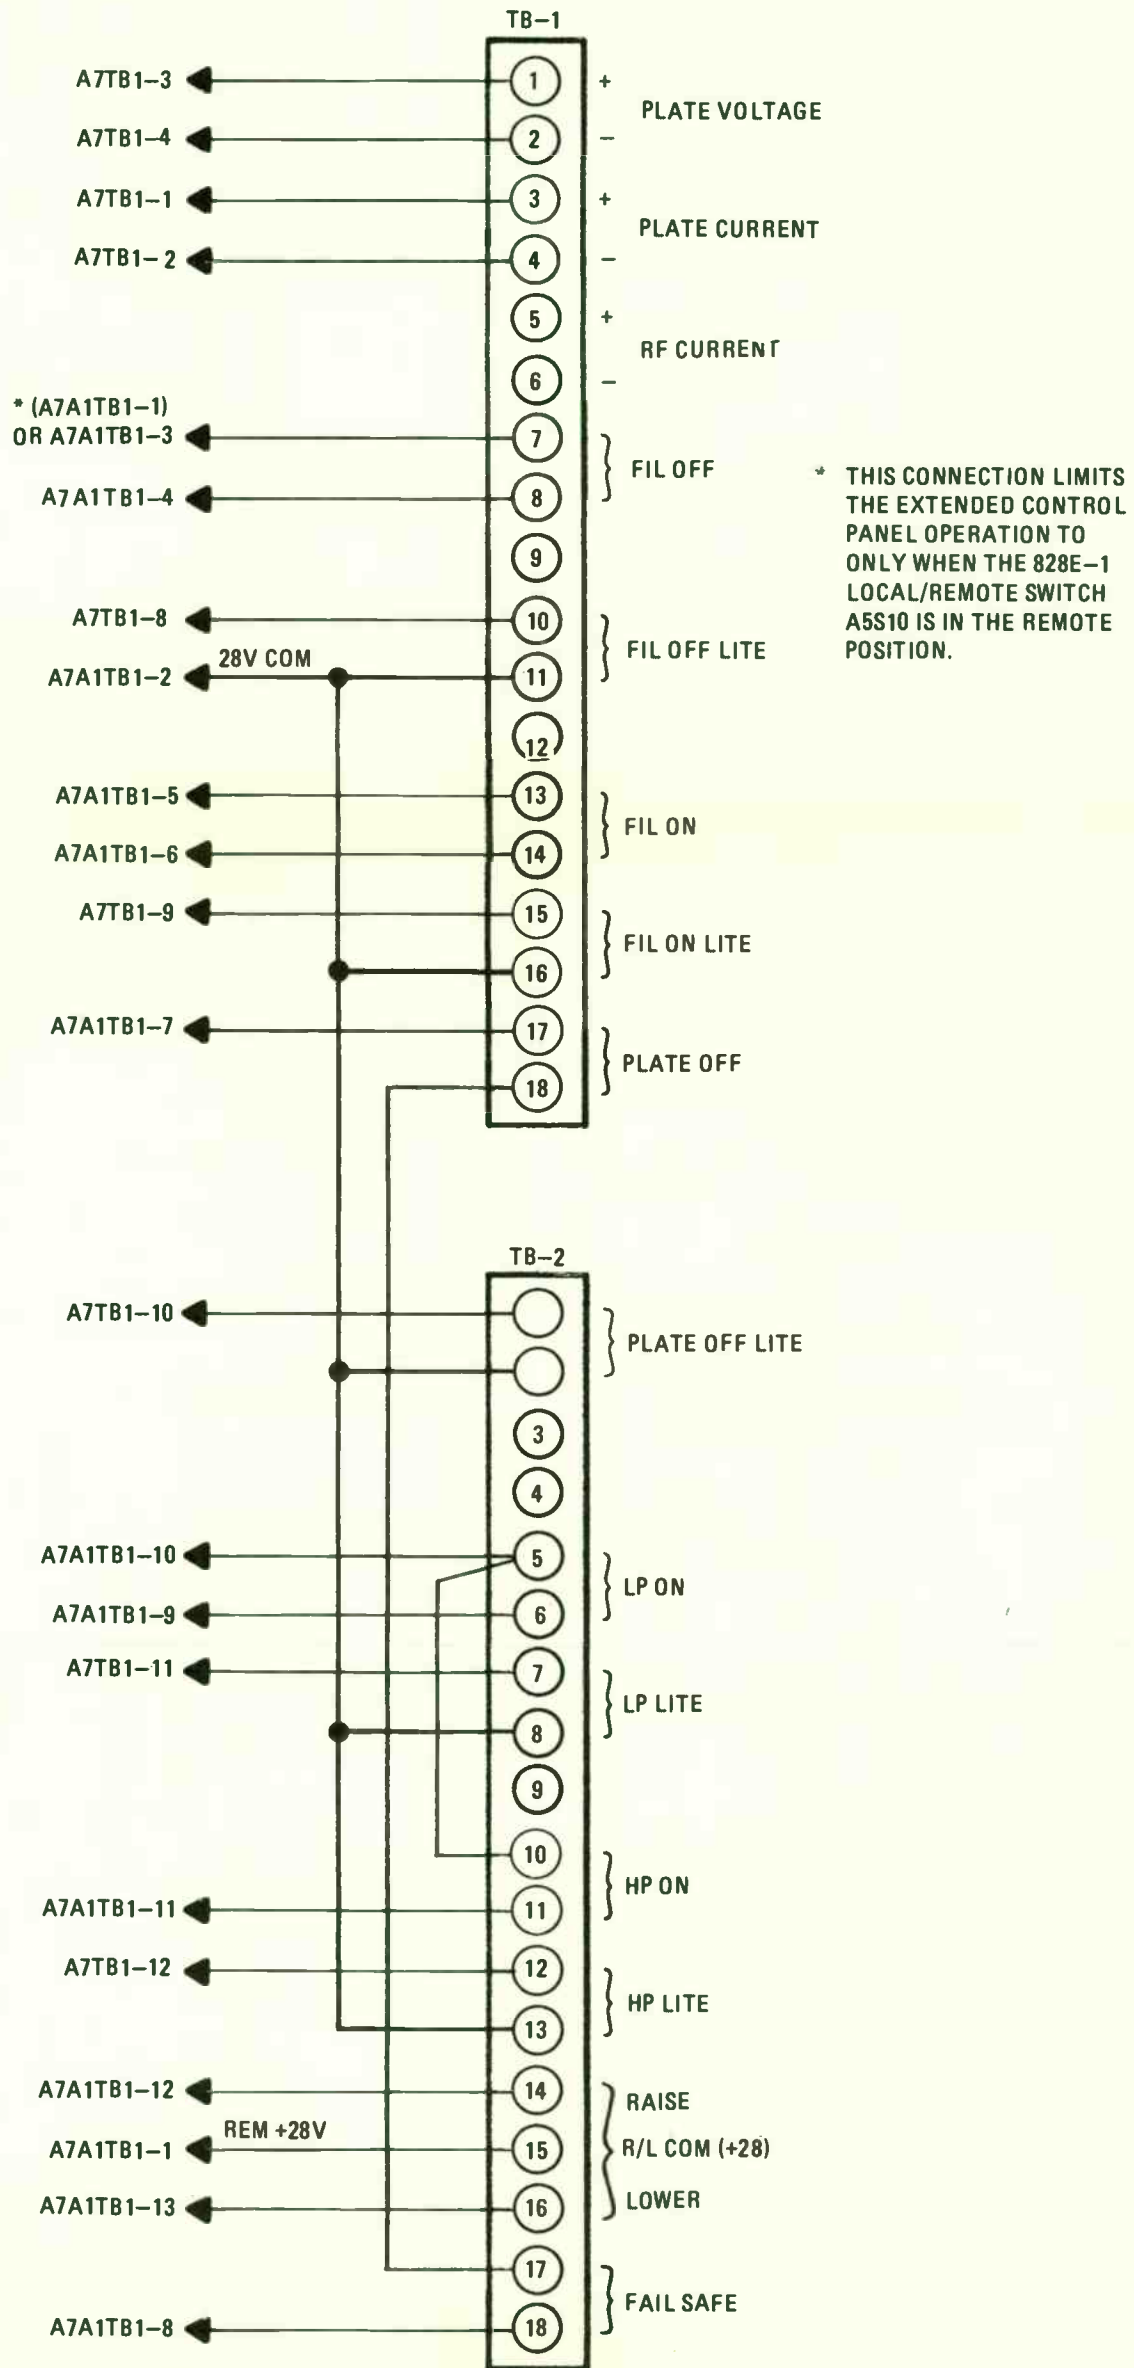 TB-1
A7TB1-3 1 +
PLATE VOLTAGE
A7TB1-4 2 -
A7TB1-1 3 +
PLATE CURRENT
A7TB1-2 4 -
5 +
RF CURRENT
6 -
* (A7A1TB1-1)
OR A7A1TB1-3 7
FIL OFF
A7A1TB1-4 8
* THIS CONNECTION LIMITS
THE EXTENDED CONTROL
PANEL OPERATION TO
ONLY WHEN THE 828E-1
LOCAL/REMOTE SWITCH
A5S10 IS IN THE REMOTE
POSITION.
9
A7TB1-8 10
FIL OFF LITE
A7A1TB1-2 28V COM 11
12
A7A1TB1-5 13
FIL ON
A7A1TB1-6 14
A7TB1-9 15
FIL ON LITE
16
A7A1TB1-7 17
PLATE OFF
18
TB-2
A7TB1-10
PLATE OFF LITE
3
4
A7A1TB1-10 5
LP ON
A7A1TB1-9 6
A7TB1-11 7
LP LITE
8
9
10
HP ON
A7A1TB1-11 11
A7TB1-12 12
HP LITE
13
A7A1TB1-12 14 RAISE
A7A1TB1-1 REM +28V 15 R/L COM (+28)
A7A1TB1-13 16 LOWER
17
FAIL SAFE
A7A1TB1-8 18